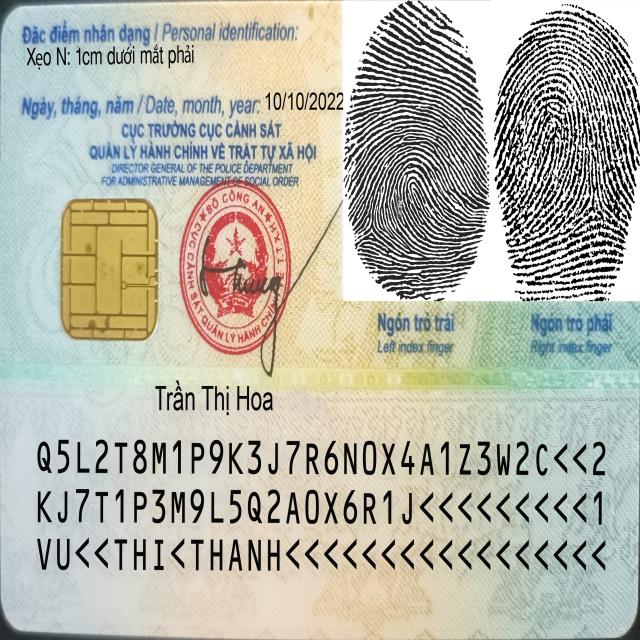 Đặc điểm nhân dạng / Personal identification:
Xẹo N: 1cm dưới mắt phải
Ngày, tháng, năm / Date, month, year: 10/10/2022
CỤC TRƯỞNG CỤC CẢNH SÁT
QUẢN LÝ HÀNH CHÍNH VỀ TRẬT TỰ XÃ HỘI
DIRECTOR GENERAL OF THE POLICE DEPARTMENT
FOR ADMINISTRATIVE MANAGEMENT OF SOCIAL ORDER
BỘ CÔNG AN
CỤC CẢNH SÁT QUẢN LÝ HÀNH CHÍNH
Ngón trỏ trái
Left index finger
Ngón trỏ phải
Right index finger
Trần Thị Hoa
Q5L2T8M1P9K3J7R6N0X4A1Z3W2C<<2
KJ7T1P3M9L5Q2A0X6R1J<<<<<<<<<1
VU<<THI<THANH<<<<<<<<<<<<<<<<<